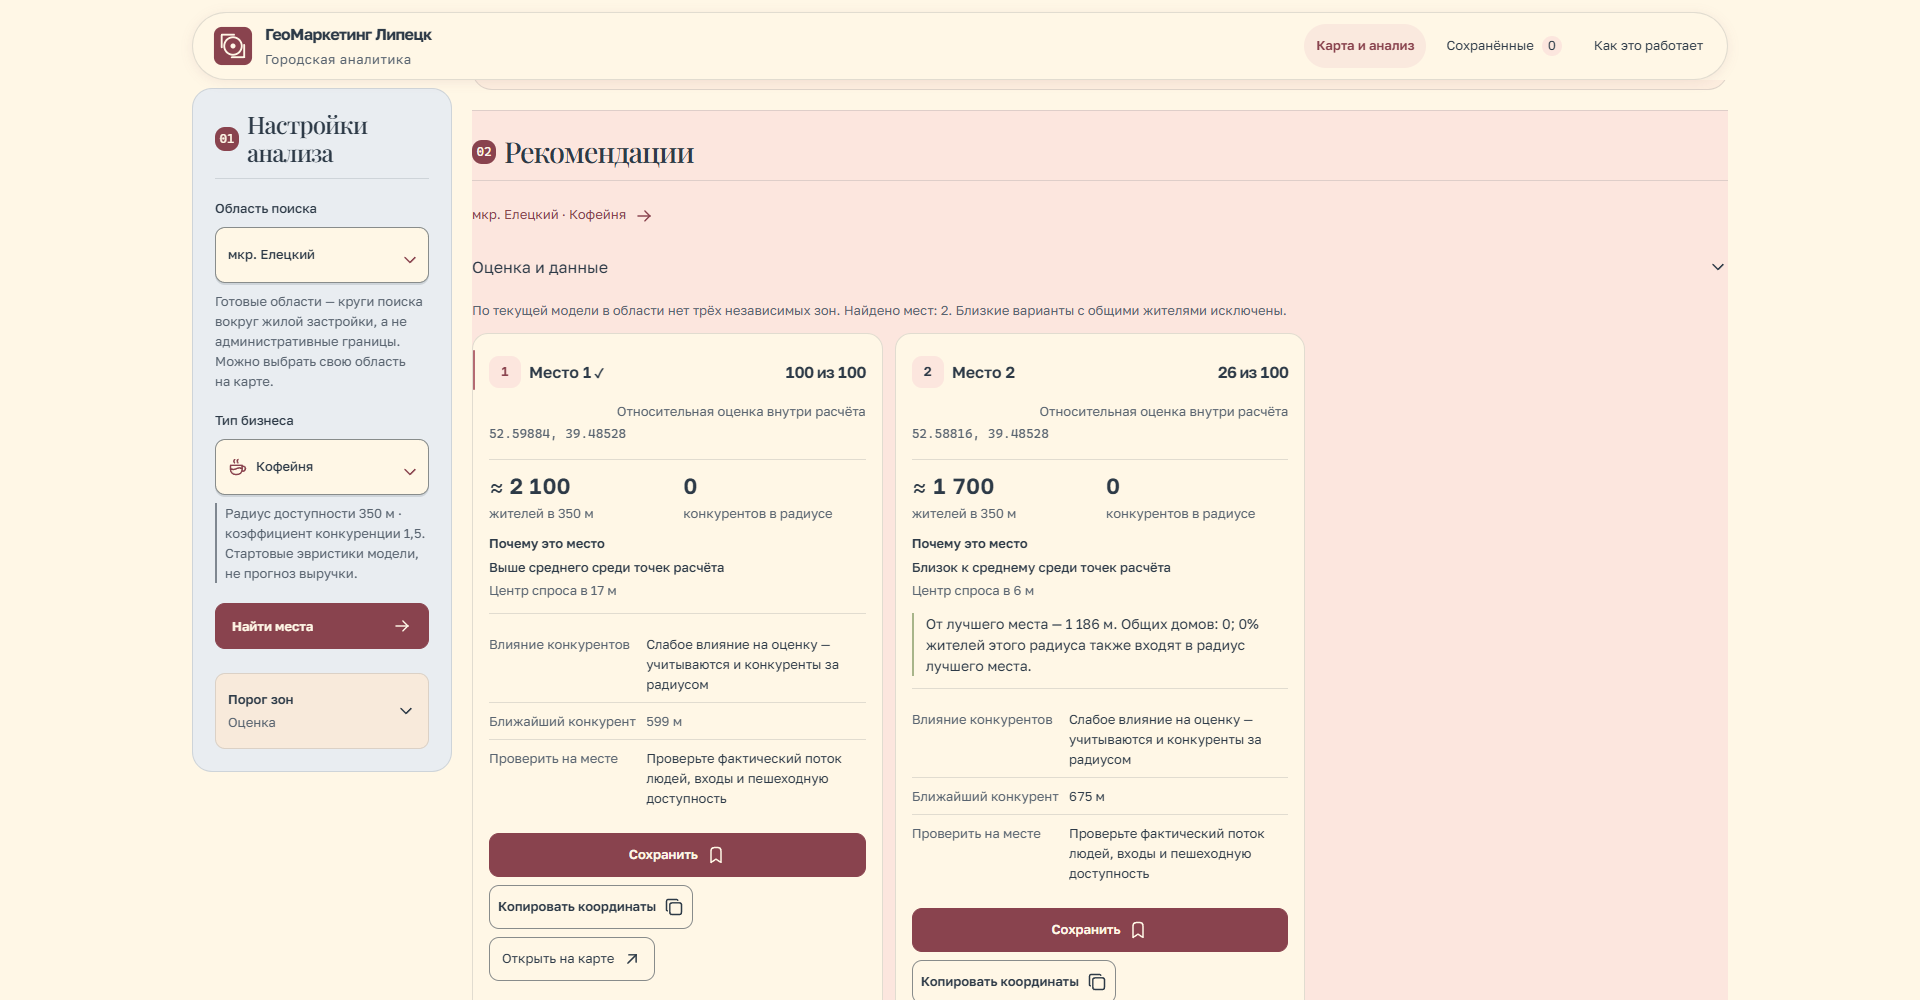 ГеоМаркетинг Липецк
Городская аналитика
Карта и анализ
Сохранённые 0
Как это работает
01 Настройки
анализа
Область поиска
мкр. Елецкий
Готовые области — круги поиска
вокруг жилой застройки, а не
административные границы.
Можно выбрать свою область
на карте.
Тип бизнеса
Кофейня
Радиус доступности 350 м ·
коэффициент конкуренции 1,5.
Стартовые эвристики модели,
не прогноз выручки.
Найти места
Порог зон
Оценка
02 Рекомендации
мкр. Елецкий · Кофейня
Оценка и данные
По текущей модели в области нет трёх независимых зон. Найдено мест: 2. Близкие варианты с общими жителями исключены.
1 Место 1 ✓ 100 из 100
Относительная оценка внутри расчёта
52.59884, 39.48528
≈ 2 100
жителей в 350 м
0
конкурентов в радиусе
Почему это место
Выше среднего среди точек расчёта
Центр спроса в 17 м
Влияние конкурентов
Слабое влияние на оценку —
учитываются и конкуренты за
радиусом
Ближайший конкурент 599 м
Проверить на месте
Проверьте фактический поток
людей, входы и пешеходную
доступность
Сохранить
Копировать координаты
Открыть на карте
2 Место 2 26 из 100
Относительная оценка внутри расчёта
52.58816, 39.48528
≈ 1 700
жителей в 350 м
0
конкурентов в радиусе
Почему это место
Близок к среднему среди точек расчёта
Центр спроса в 6 м
От лучшего места — 1 186 м. Общих домов: 0; 0%
жителей этого радиуса также входят в радиус
лучшего места.
Влияние конкурентов
Слабое влияние на оценку —
учитываются и конкуренты за
радиусом
Ближайший конкурент 675 м
Проверить на месте
Проверьте фактический поток
людей, входы и пешеходную
доступность
Сохранить
Копировать координаты